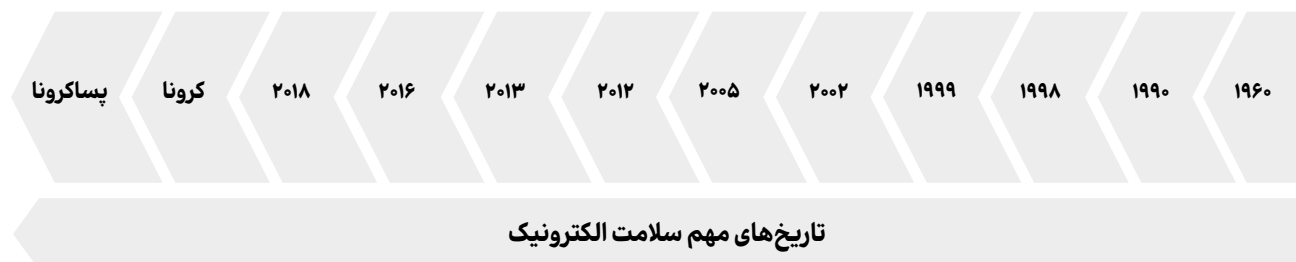 ۱۹۶۰ ۱۹۹۰ ۱۹۹۸ ۱۹۹۹ ۲۰۰۲ ۲۰۰۵ ۲۰۱۲ ۲۰۱۳ ۲۰۱۶ ۲۰۱۸ کرونا پساکرونا
تاریخ‌های مهم سلامت الکترونیک